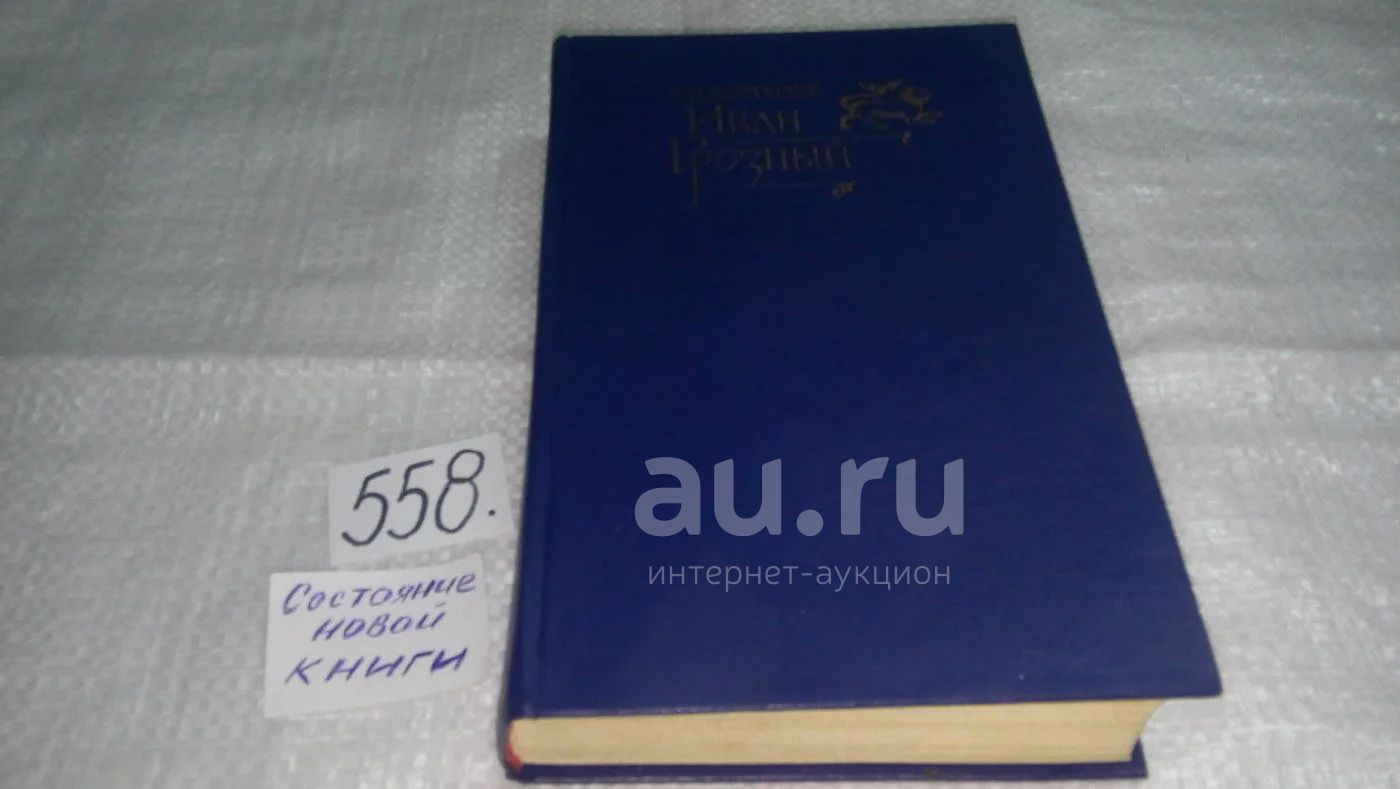 Иван
Грозный
558.
Состояние
новой
книги
au.ru
интернет-аукцион